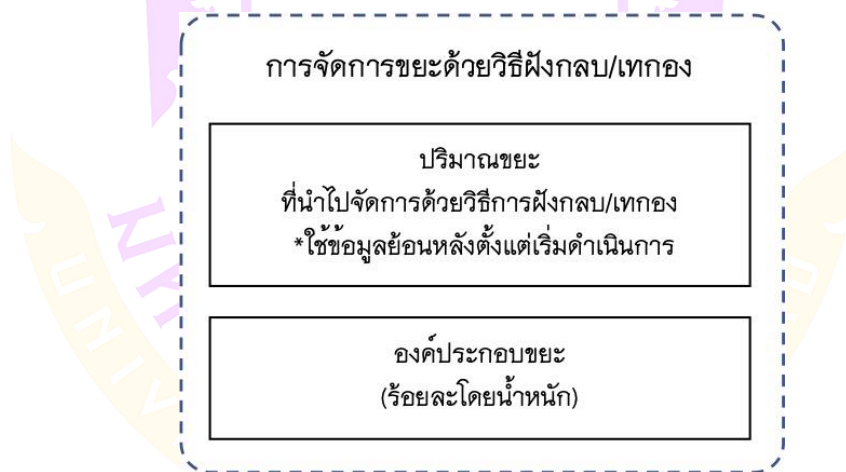 การจัดการขยะด้วยวิธีฝังกลบ/เทกอง
ปริมาณขยะ
ที่นำไปจัดการด้วยวิธีการฝังกลบ/เทกอง
*ใช้ข้อมูลย้อนหลังตั้งแต่เริ่มดำเนินการ
องค์ประกอบขยะ
(ร้อยละโดยน้ำหนัก)